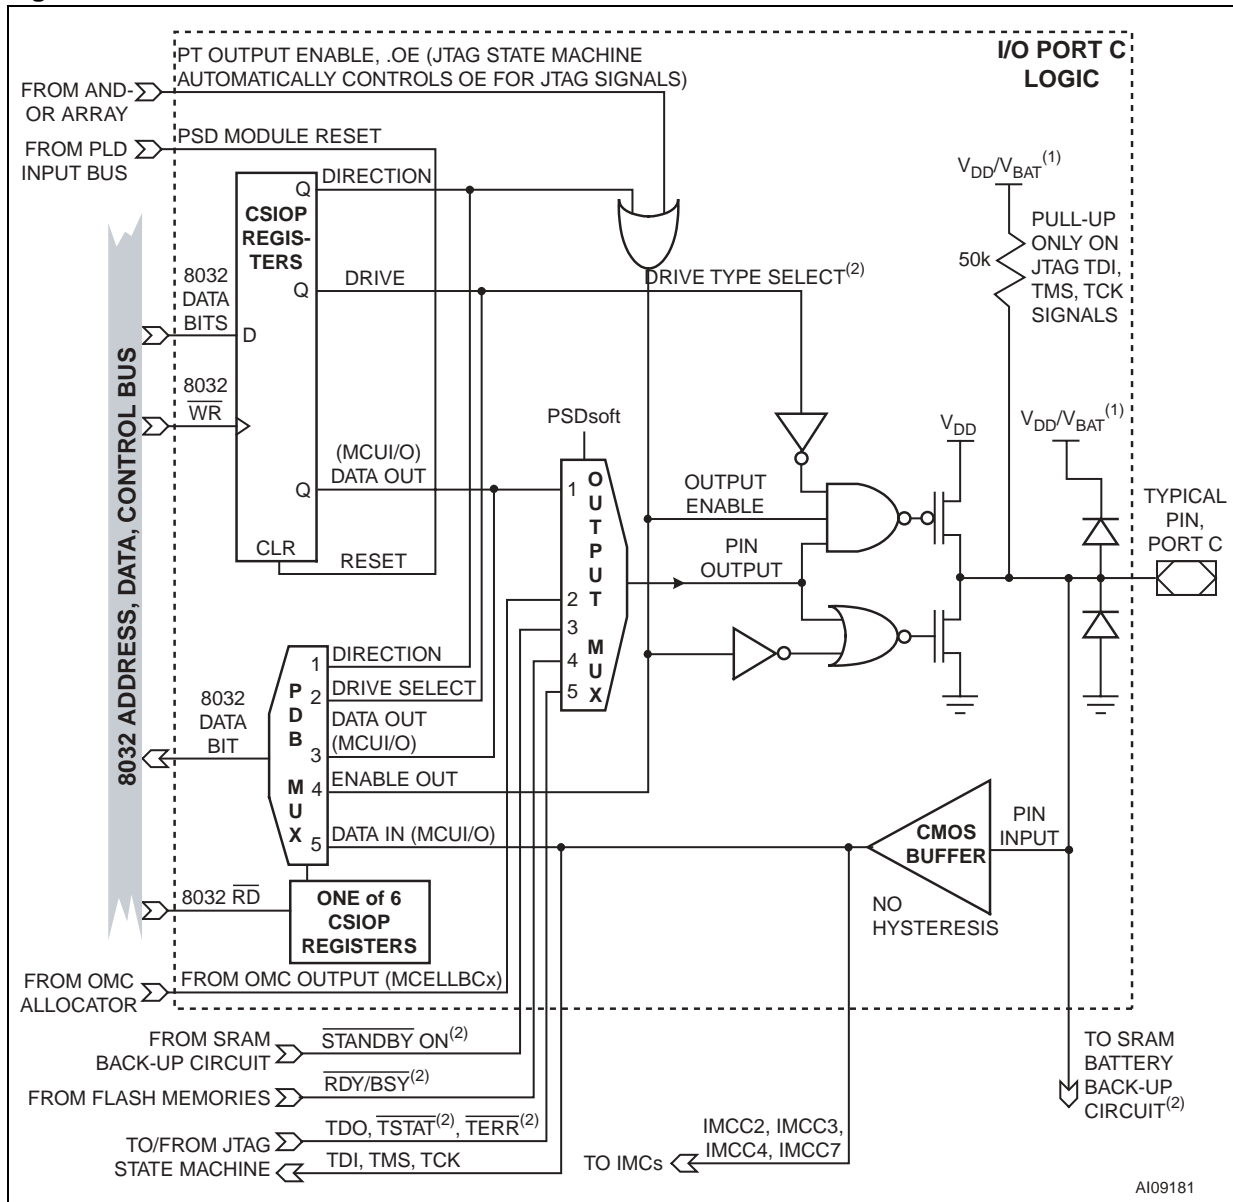 PT OUTPUT ENABLE, .OE (JTAG STATE MACHINE
AUTOMATICALLY CONTROLS OE FOR JTAG SIGNALS)
I/O PORT C
LOGIC
FROM AND-
OR ARRAY
FROM PLD
INPUT BUS
PSD MODULE RESET
8032 ADDRESS, DATA, CONTROL BUS
8032
DATA
BITS
8032
WR
Q
CSIOP
REGIS-
TERS
Q
D
Q
CLR
DIRECTION
DRIVE
(MCUI/O)
DATA OUT
RESET
DRIVE TYPE SELECT(2)
VDD/VBAT(1)
50k
PULL-UP
ONLY ON
JTAG TDI,
TMS, TCK
SIGNALS
PSDsoft
1
2
3
4
5
OUTPUT MUX
OUTPUT
ENABLE
PIN
OUTPUT
VDD
VDD/VBAT(1)
TYPICAL
PIN,
PORT C
8032
DATA
BIT
PDB MUX
1 DIRECTION
2 DRIVE SELECT
DATA OUT
3 (MCUI/O)
4 ENABLE OUT
5 DATA IN (MCUI/O)
8032 RD
ONE of 6
CSIOP
REGISTERS
CMOS
BUFFER
PIN
INPUT
NO
HYSTERESIS
FROM OMC
ALLOCATOR
FROM OMC OUTPUT (MCELLBCx)
FROM SRAM
BACK-UP CIRCUIT
STANDBY ON(2)
FROM FLASH MEMORIES
RDY/BSY(2)
TO/FROM JTAG
STATE MACHINE
TDO, TSTAT(2), TERR(2)
TDI, TMS, TCK
TO IMCs
IMCC2, IMCC3,
IMCC4, IMCC7
TO SRAM
BATTERY
BACK-UP
CIRCUIT(2)
AI09181